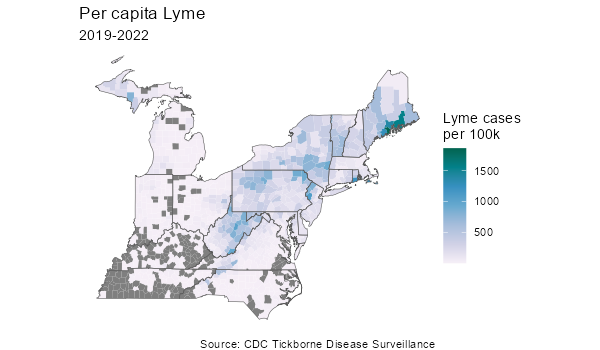 Per capita Lyme
2019-2022
Lyme cases
per 100k
1500
1000
500
Source: CDC Tickborne Disease Surveillance